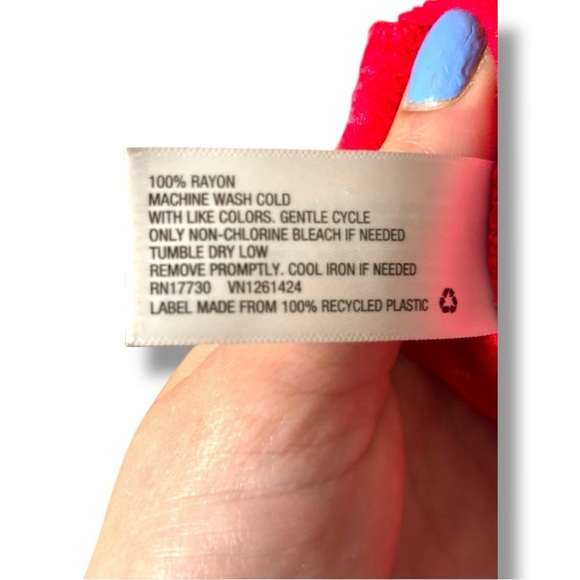 100% RAYON
MACHINE WASH COLD
WITH LIKE COLORS. GENTLE CYCLE
ONLY NON-CHLORINE BLEACH IF NEEDED
TUMBLE DRY LOW
REMOVE PROMPTLY. COOL IRON IF NEEDED
RN17730 VN1261424
LABEL MADE FROM 100% RECYCLED PLASTIC